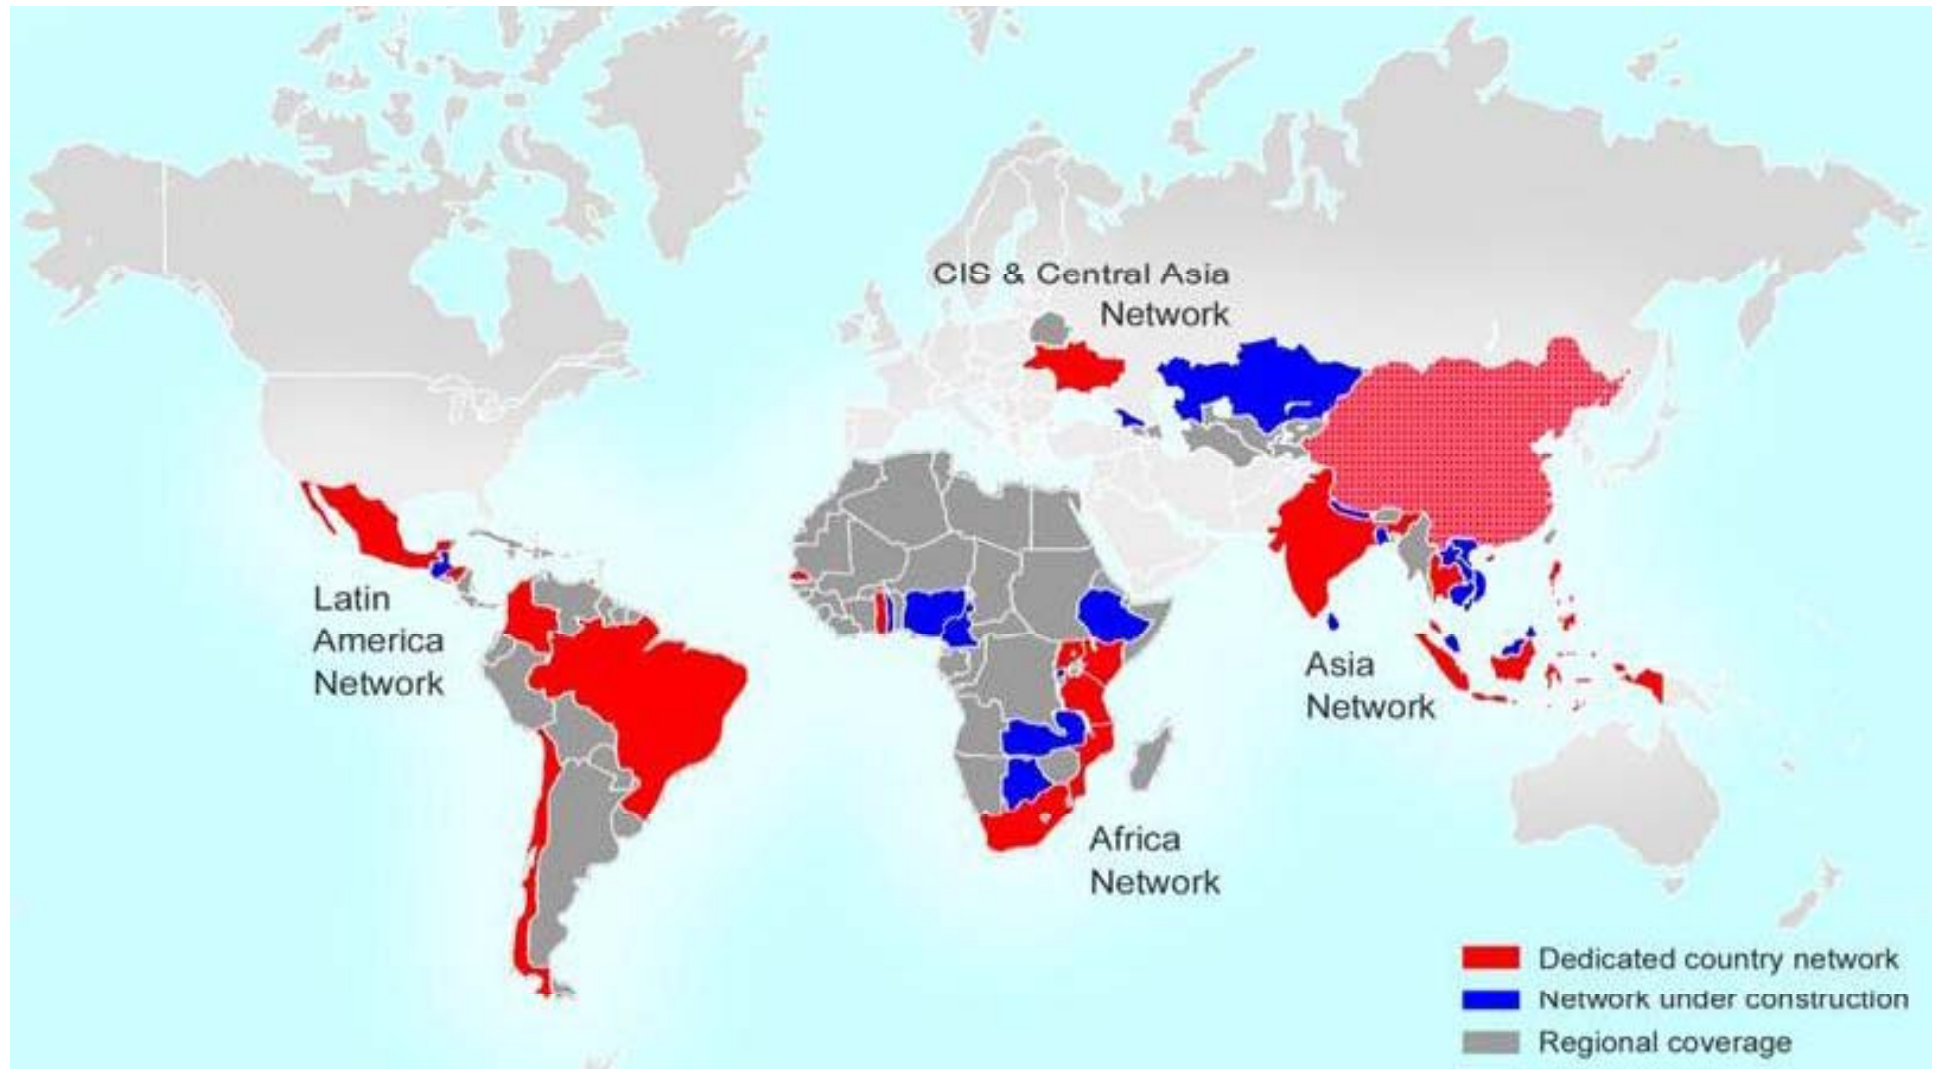 CIS & Central Asia
Network
Latin
America
Network
Asia
Network
Africa
Network
Dedicated country network
Network under construction
Regional coverage